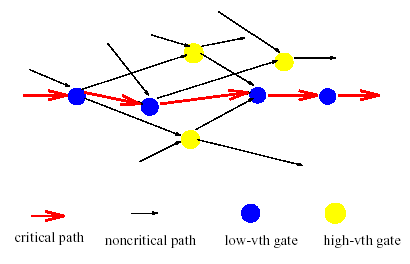 critical path
noncritical path
low-vth gate
high-vth gate